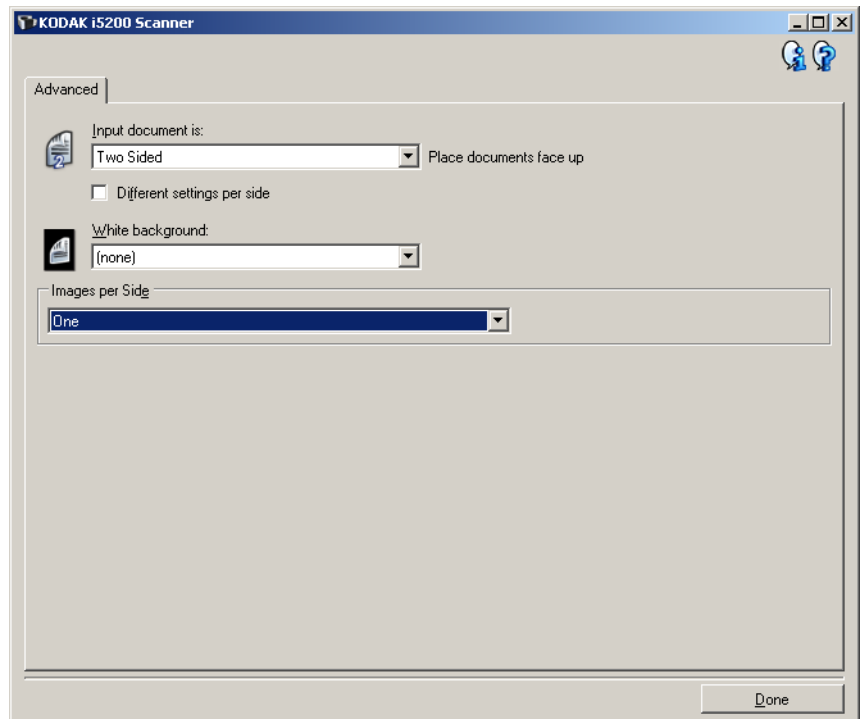 KODAK i5200 Scanner
Advanced
Input document is:
Two Sided Place documents face up
Different settings per side
White background:
(none)
Images per Side
One
Done